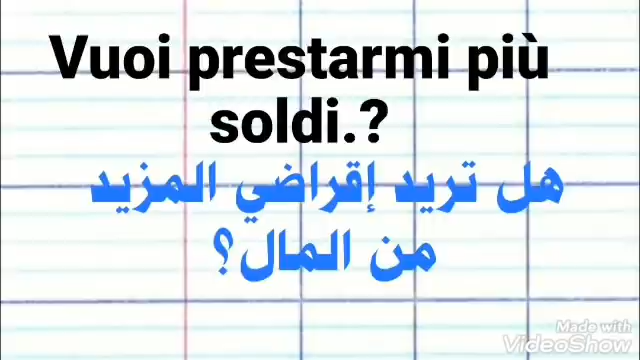 Vuoi prestarmi più
soldi.?
هل تريد إقراضي المزيد
من المال؟
Made with
VideoShow